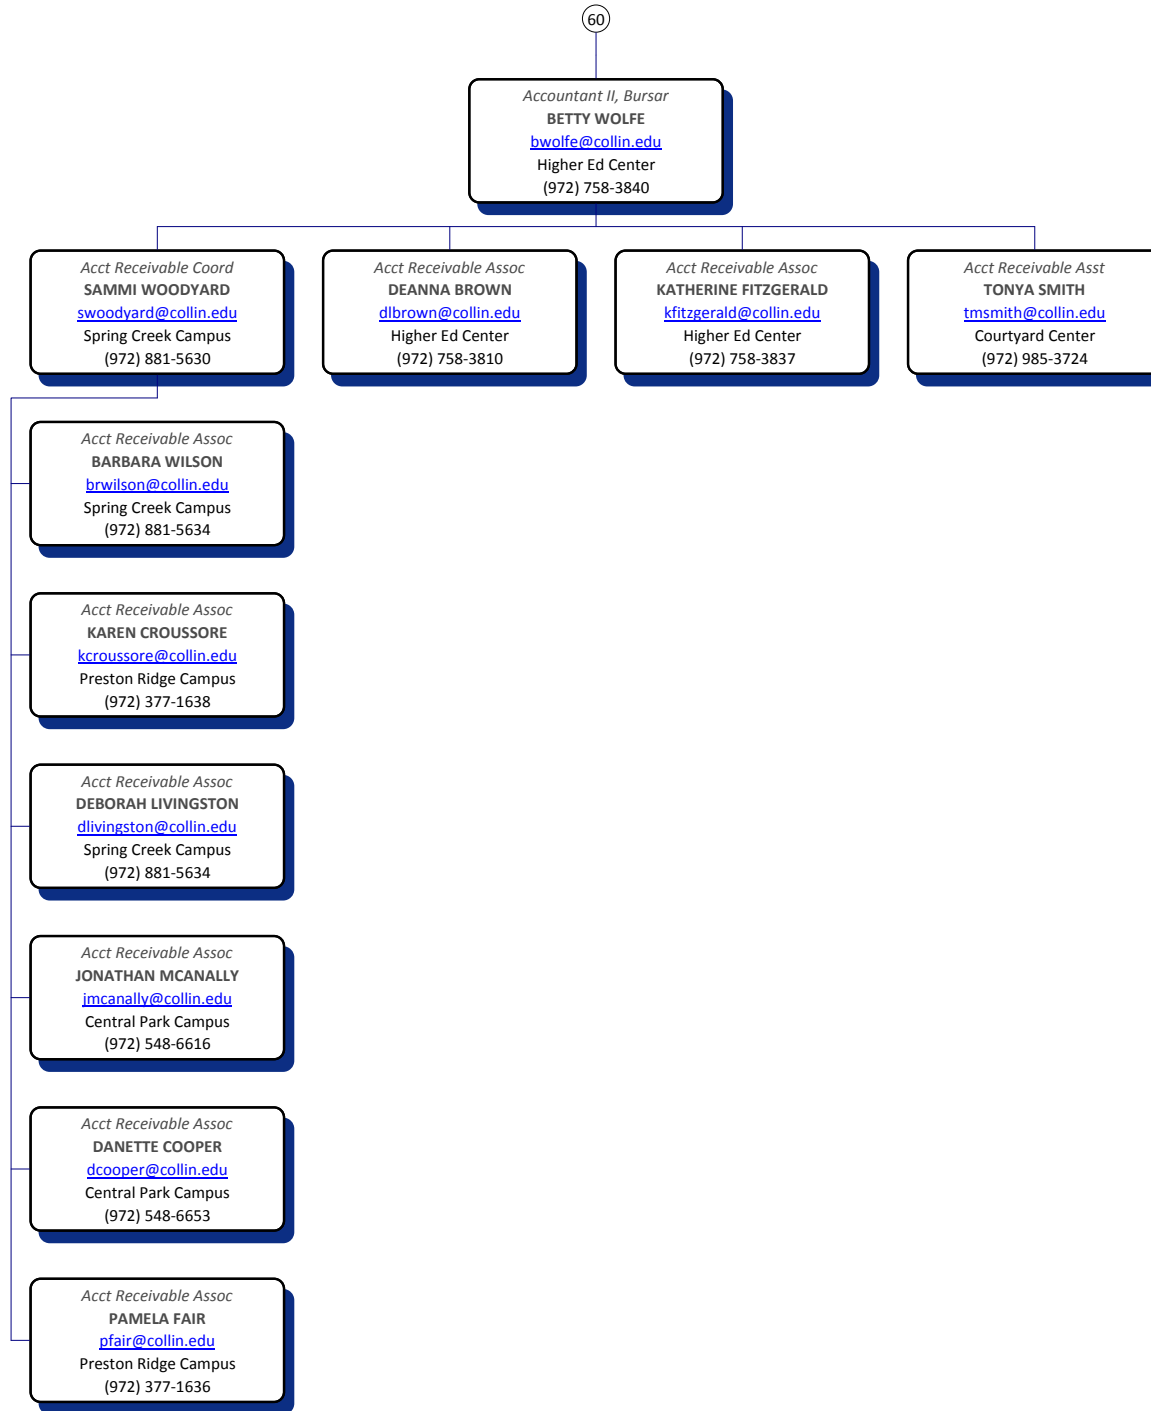 60
Accountant II, Bursar
BETTY WOLFE
bwolfe@collin.edu
Higher Ed Center
(972) 758-3840
Acct Receivable Coord
SAMMI WOODYARD
swoodyard@collin.edu
Spring Creek Campus
(972) 881-5630
Acct Receivable Assoc
DEANNA BROWN
dlbrown@collin.edu
Higher Ed Center
(972) 758-3810
Acct Receivable Assoc
KATHERINE FITZGERALD
kfitzgerald@collin.edu
Higher Ed Center
(972) 758-3837
Acct Receivable Asst
TONYA SMITH
tmsmith@collin.edu
Courtyard Center
(972) 985-3724
Acct Receivable Assoc
BARBARA WILSON
brwilson@collin.edu
Spring Creek Campus
(972) 881-5634
Acct Receivable Assoc
KAREN CROUSSORE
kcroussore@collin.edu
Preston Ridge Campus
(972) 377-1638
Acct Receivable Assoc
DEBORAH LIVINGSTON
dlivingston@collin.edu
Spring Creek Campus
(972) 881-5634
Acct Receivable Assoc
JONATHAN MCANALLY
jmcanally@collin.edu
Central Park Campus
(972) 548-6616
Acct Receivable Assoc
DANETTE COOPER
dcooper@collin.edu
Central Park Campus
(972) 548-6653
Acct Receivable Assoc
PAMELA FAIR
pfair@collin.edu
Preston Ridge Campus
(972) 377-1636